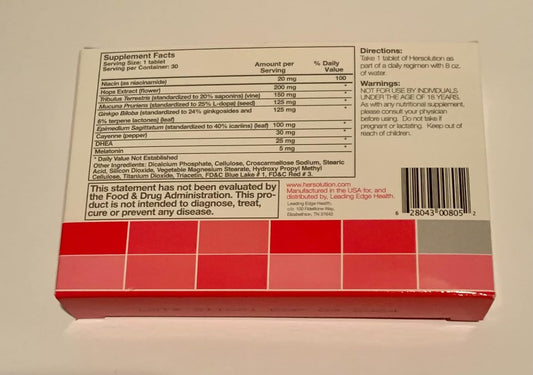 Supplement Facts
Serving Size: 1 tablet
Serving per Container: 30
Amount per Serving
% Daily Value
Niacin (as niacinamide) 20 mg 100
Hops Extract (flower) 200 mg *
Tribulus Terrestris (standardized to 20% saponins) (vine) 150 mg *
Mucuna Pruriens (standardized to 25% L-dopa) (seed) 125 mg *
Ginkgo Biloba (standardized to 24% ginkgosides and 125 mg *
6% terpene lactones) (leaf)
Epimedium Sagittatum (standardized to 40% icariins) (leaf) 100 mg *
Cayenne (pepper) 30 mg *
DHEA 25 mg *
Melatonin 5 mg *
* Daily Value Not Established
Other Ingredients: Dicalcium Phosphate, Cellulose, Croscarmellose Sodium, Stearic
Acid, Silicon Dioxide, Vegetable Magnesium Stearate, Hydroxy Propyl Methyl
Cellulose, Titanium Dioxide, Triacetin, FD&C Blue Lake # 1, FD&C Red # 3.
This statement has not been evaluated by
the Food & Drug Administration. This pro-
duct is not intended to diagnose, treat,
cure or prevent any disease.
Directions:
Take 1 tablet of Hersolution as
part of a daily regimen with 8 oz.
of water.
Warnings:
NOT FOR USE BY INDIVIDUALS
UNDER THE AGE OF 18 YEARS.
As with any nutritional supplement,
please consult your physician
before using. Do not take if
pregnant or lactating. Keep out of
reach of children.
www.hersolution.com
Manufactured in the USA for, and
distributed by, Leading Edge Health,
Leading Edge Health,
c/o: 100 Fiderlitone Way,
Elizabethton, TN 37643
6 28043 00805 2